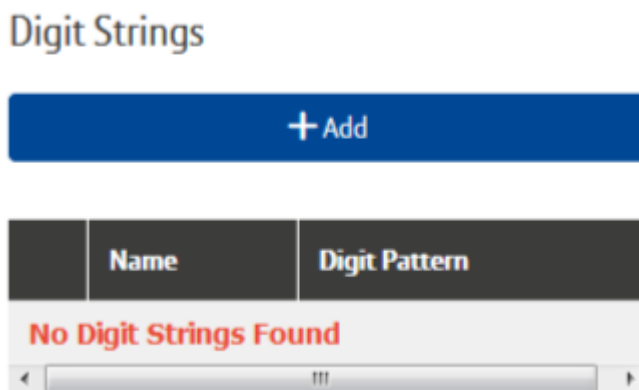 Digit Strings
+ Add
Name Digit Pattern
No Digit Strings Found